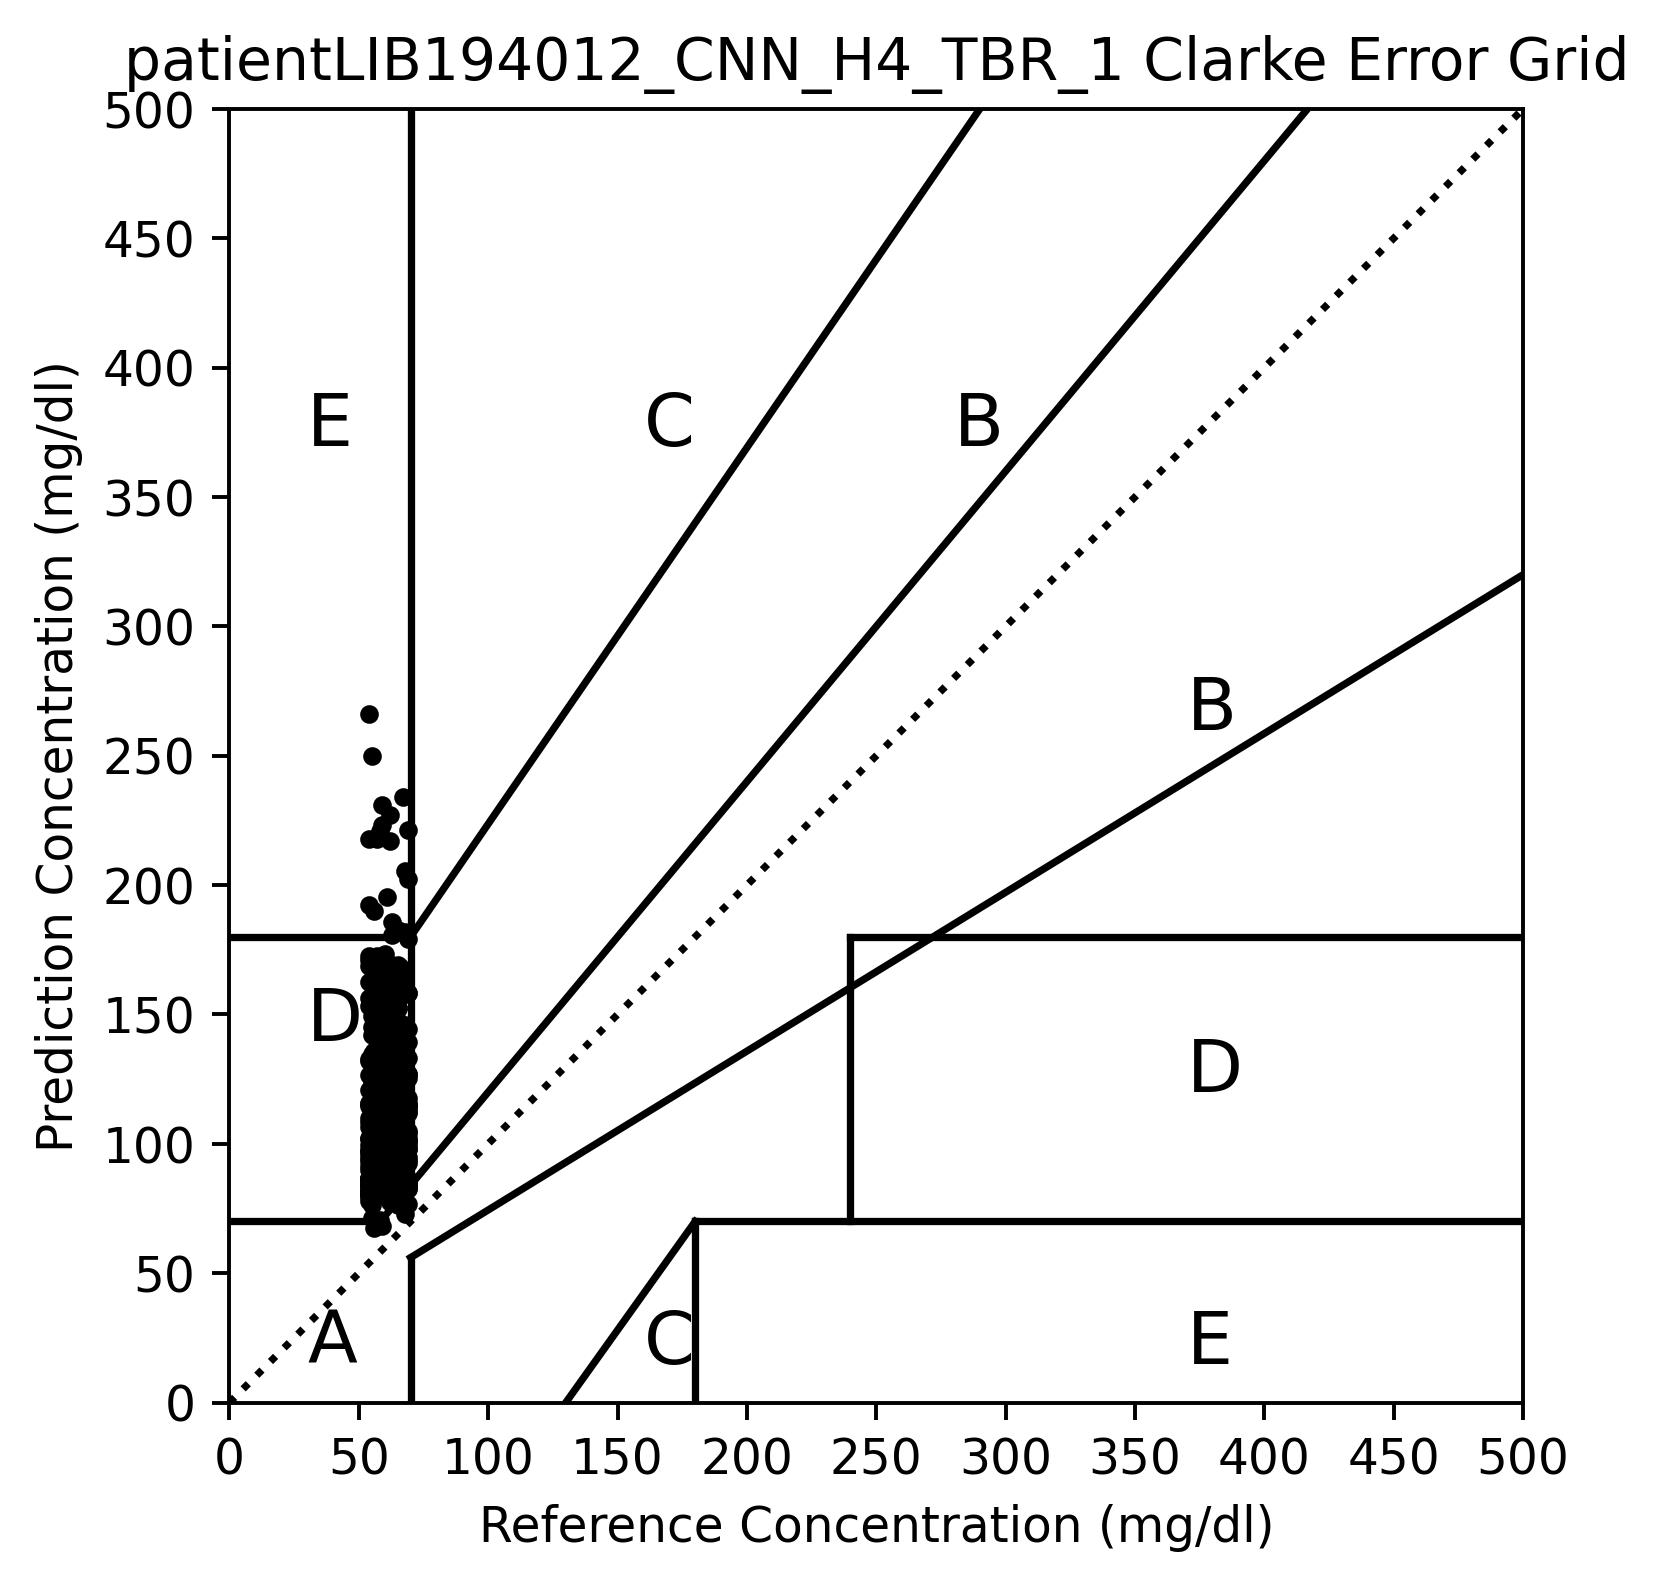 patientLIB194012_CNN_H4_TBR_1 Clarke Error Grid
500
450
400
350
300
250
200
150
100
50
0
Prediction Concentration (mg/dl)
E
C
B
B
D
D
A
C
E
0 50 100 150 200 250 300 350 400 450 500
Reference Concentration (mg/dl)